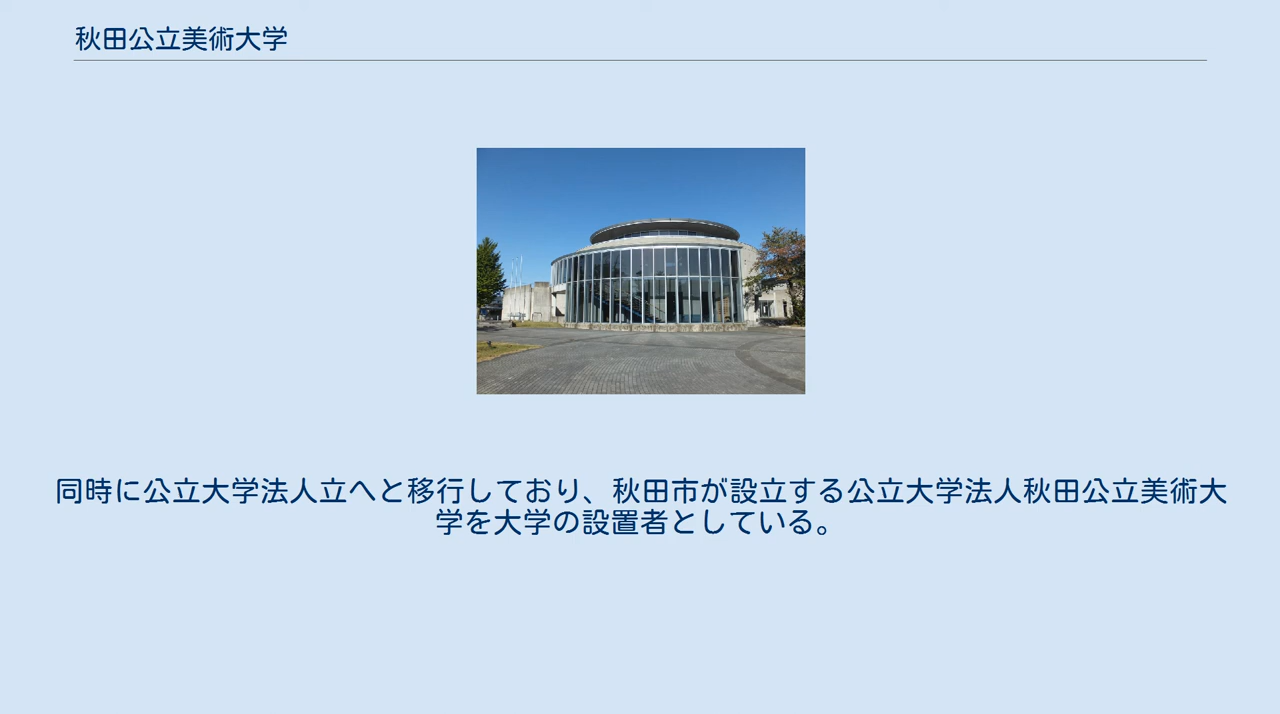 秋田公立美術大学
同時に公立大学法人立へと移行しており、秋田市が設立する公立大学法人秋田公立美術大
学を大学の設置者としている。